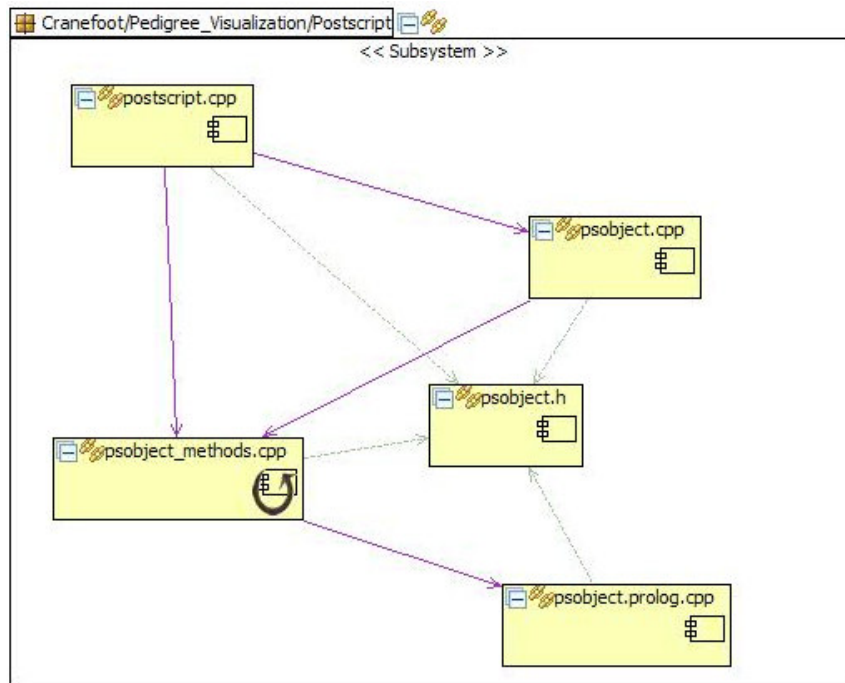 Cranefoot/Pedigree_Visualization/Postscript
<< Subsystem >>
postscript.cpp
psobject.cpp
psobject.h
psobject_methods.cpp
psobject.prolog.cpp